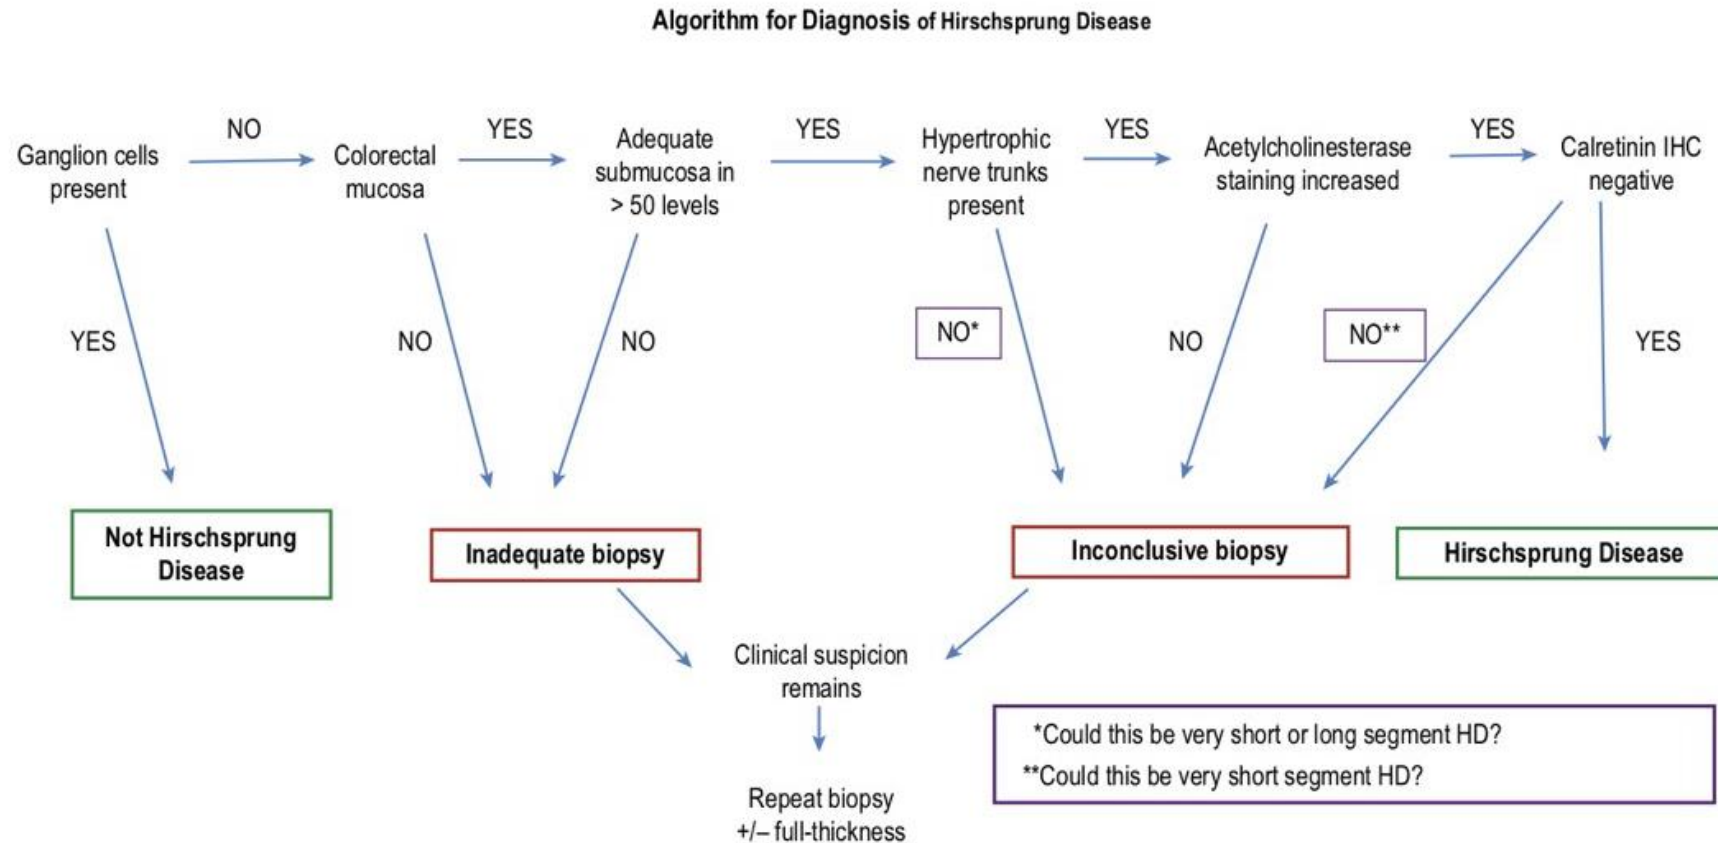 Algorithm for Diagnosis of Hirschsprung Disease
NO
YES
YES
YES
YES
Ganglion cells
present
Colorectal
mucosa
Adequate
submucosa in
> 50 levels
Hypertrophic
nerve trunks
present
Acetylcholinesterase
staining increased
Calretinin IHC
negative
YES
NO
NO
NO*
NO
NO**
YES
Not Hirschsprung
Disease
Inadequate biopsy
Inconclusive biopsy
Hirschsprung Disease
Clinical suspicion
remains
*Could this be very short or long segment HD?
**Could this be very short segment HD?
Repeat biopsy
+/– full-thickness